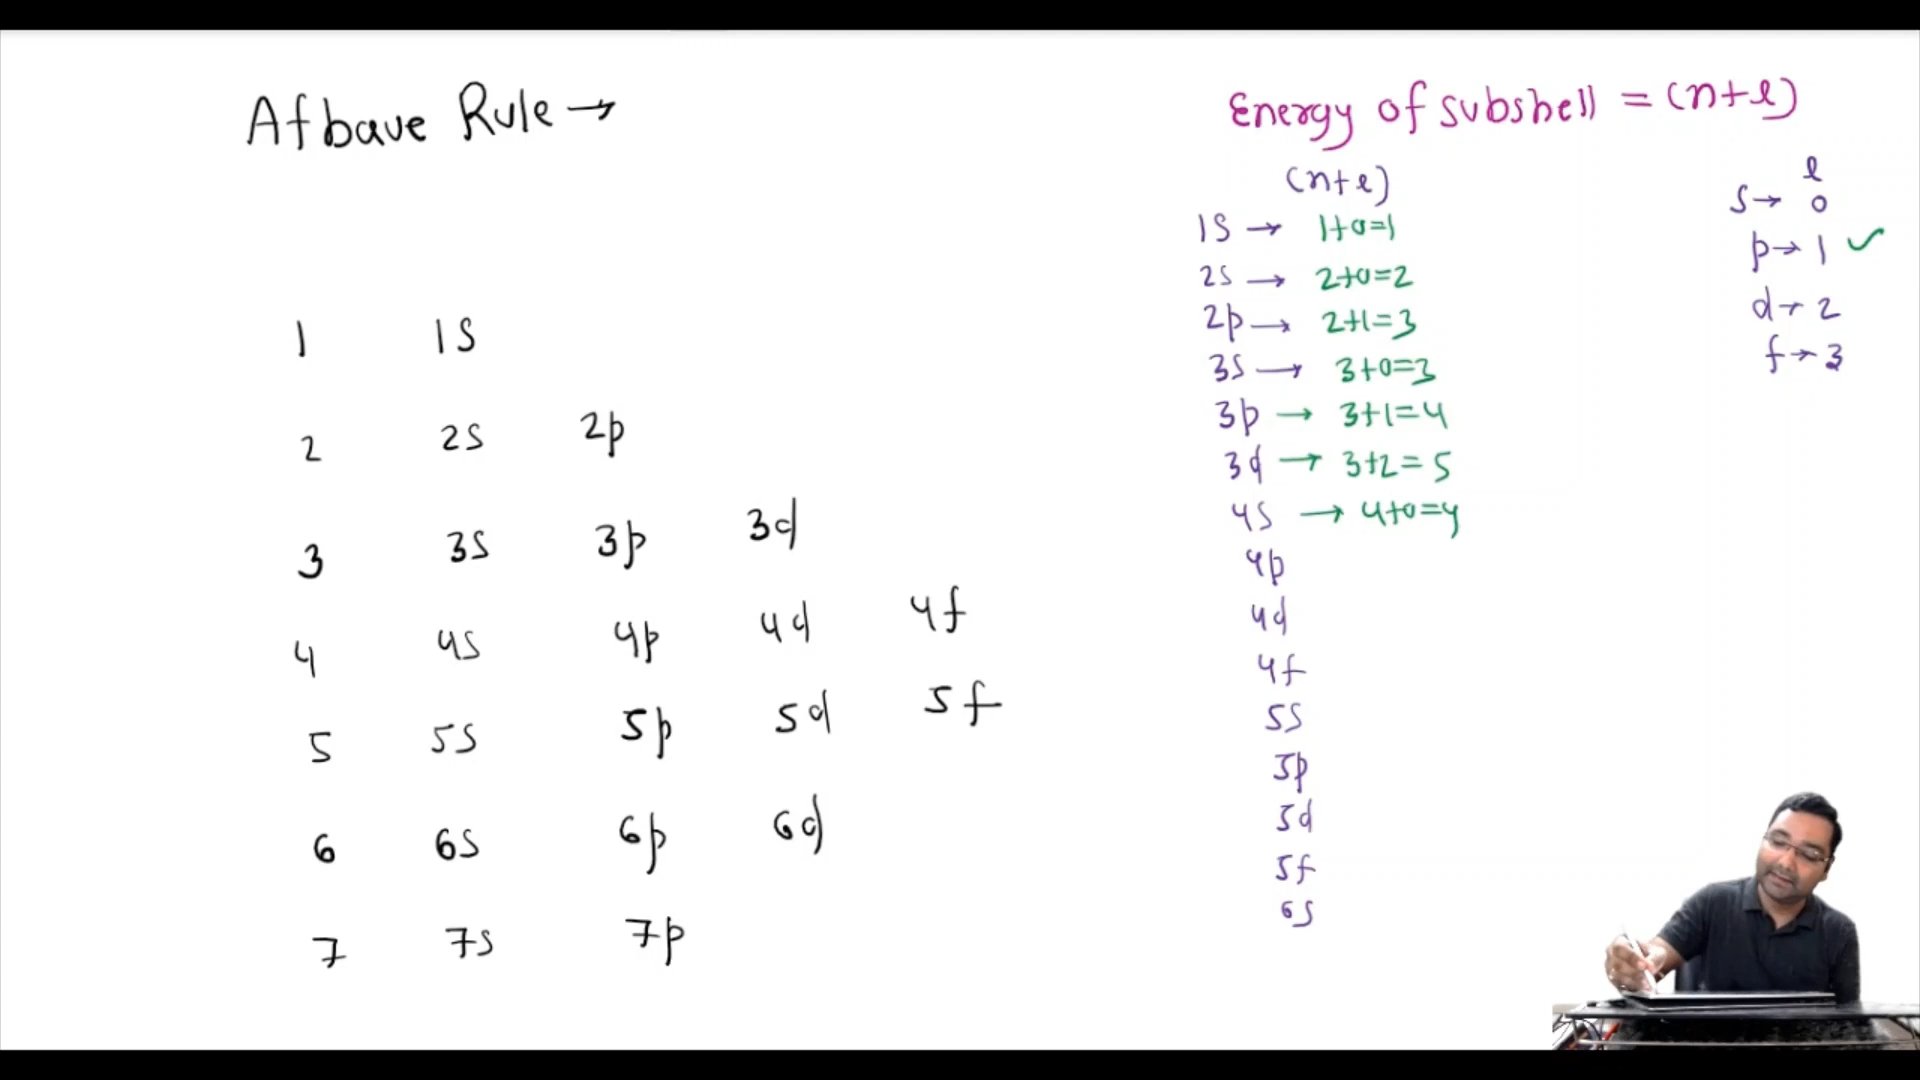 Afbave Rule →
1 1s
2 2s 2p
3 3s 3p 3d
4 4s 4p 4d 4f
5 5s 5p 5d 5f
6 6s 6p 6d
7 7s 7p
Energy of subshell = (n+l)
(n+l)
1s → 1+0=1
2s → 2+0=2
2p → 2+1=3
3s → 3+0=3
3p → 3+1=4
3d → 3+2=5
4s → 4+0=4
4p
4d
4f
5s
5p
5d
5f
6s
l
s → 0
p → 1 ✓
d → 2
f → 3